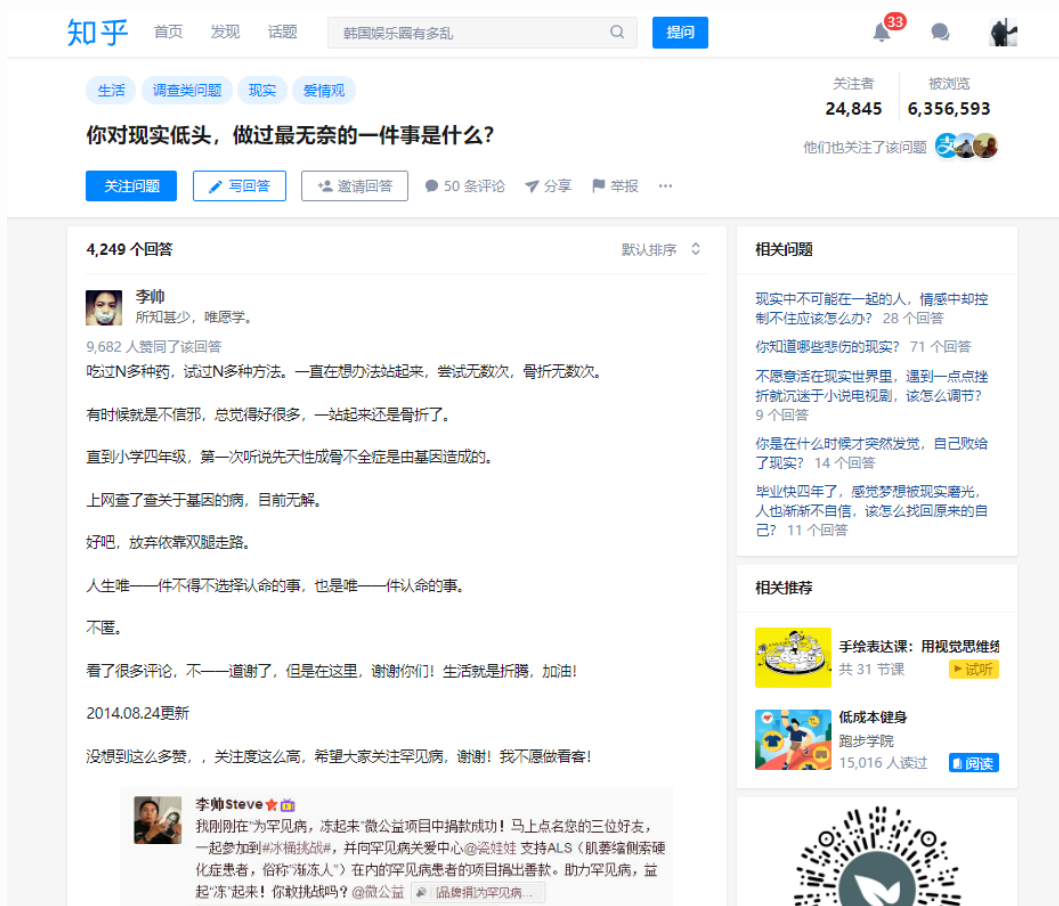 知乎 首页 发现 话题 韩国娱乐圈有多乱 提问 33
生活 调查类问题 现实 爱情观
关注者 被浏览
24,845 6,356,593
你对现实低头，做过最无奈的一件事是什么？
他们也关注了该问题
关注问题 写回答 邀请回答 50 条评论 分享 举报 ...
4,249 个回答 默认排序
李帅
所知甚少，唯愿学。
9,682 人赞同了该回答
吃过N多种药，试过N多种方法。一直在想办法站起来，尝试无数次，骨折无数次。
有时候就是不信邪，总觉得好很多，一站起来还是骨折了。
直到小学四年级，第一次听说先天性成骨不全症是由基因造成的。
上网查了查关于基因的病，目前无解。
好吧，放弃依靠双腿走路。
人生唯一一件不得不选择认命的事，也是唯一一件认命的事。
不匿。
看了很多评论，不一一道谢了，但是在这里，谢谢你们！生活就是折腾，加油！
2014.08.24更新
没想到这么多赞，，关注度这么高，希望大家关注罕见病，谢谢！我不愿做看客！
李帅Steve
我刚刚在“为罕见病，冻起来”微公益项目中捐款成功！马上点名您的三位好友，
一起参加到#冰桶挑战#，并向罕见病关爱中心@瓷娃娃 支持ALS（肌萎缩侧索硬
化症患者，俗称“渐冻人”）在内的罕见病患者的项目捐出善款。助力罕见病，益
起“冻”起来！你敢挑战吗？@微公益 [品牌捐]为罕见病...
相关问题
现实中不可能在一起的人，情感中却控
制不住应该怎么办？ 28 个回答
你知道哪些悲伤的现实？ 71 个回答
不愿意活在现实世界里，遇到一点点挫
折就沉迷于小说电视剧，该怎么调节？
9 个回答
你是在什么时候才突然发觉，自己败给
了现实？ 14 个回答
毕业快四年了，感觉梦想被现实磨光，
人也渐渐不自信，该怎么找回原来的自
己？ 11 个回答
相关推荐
手绘表达课：用视觉思维练
共 31 节课 试听
低成本健身
跑步学院
15,016 人读过 阅读